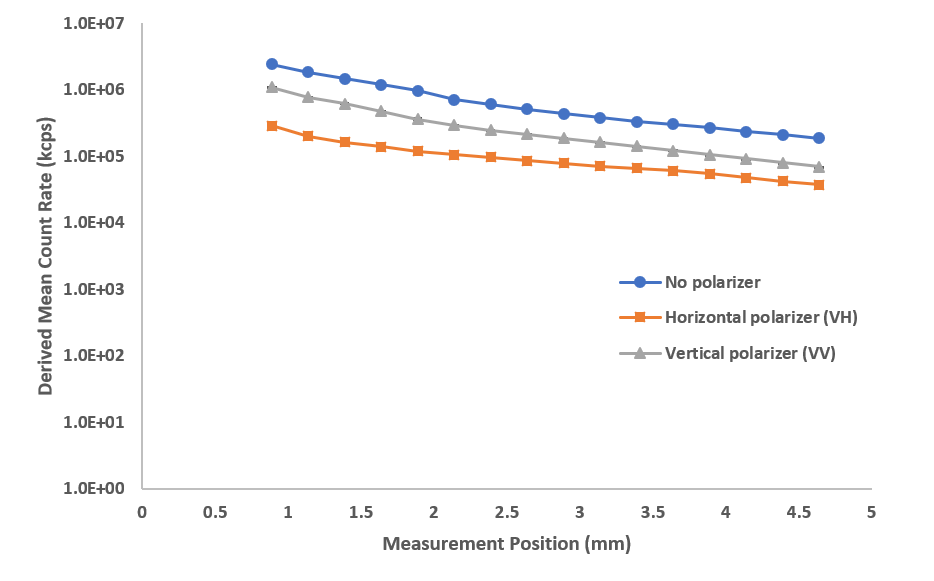 1.0E+07
1.0E+06
1.0E+05
1.0E+04
1.0E+03
1.0E+02
1.0E+01
1.0E+00
Derived Mean Count Rate (kcps)
No polarizer
Horizontal polarizer (VH)
Vertical polarizer (VV)
0 0.5 1 1.5 2 2.5 3 3.5 4 4.5 5
Measurement Position (mm)